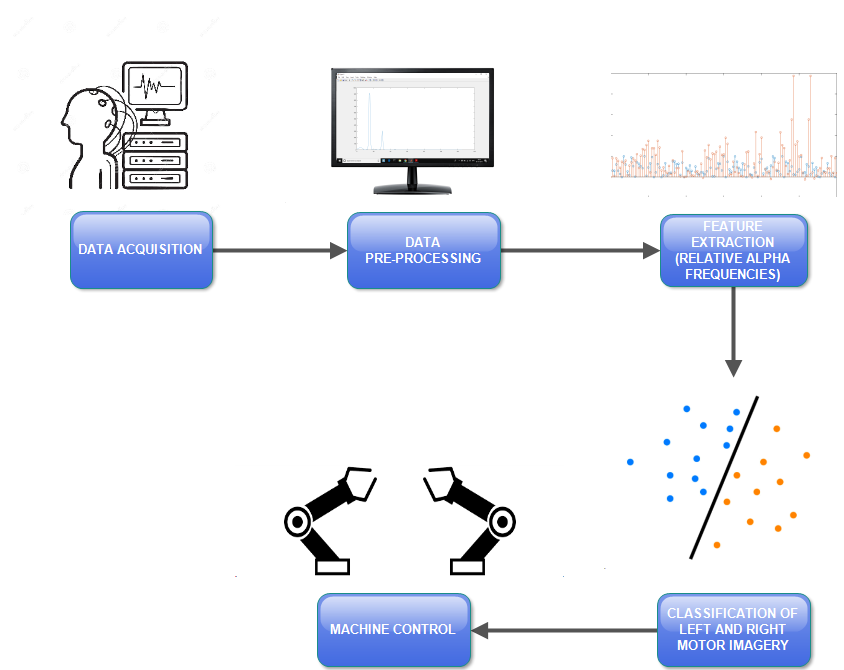 DATA ACQUISITION
DATA
PRE-PROCESSING
FEATURE
EXTRACTION
(RELATIVE ALPHA
FREQUENCIES)
CLASSIFICATION OF
LEFT AND RIGHT
MOTOR IMAGERY
MACHINE CONTROL